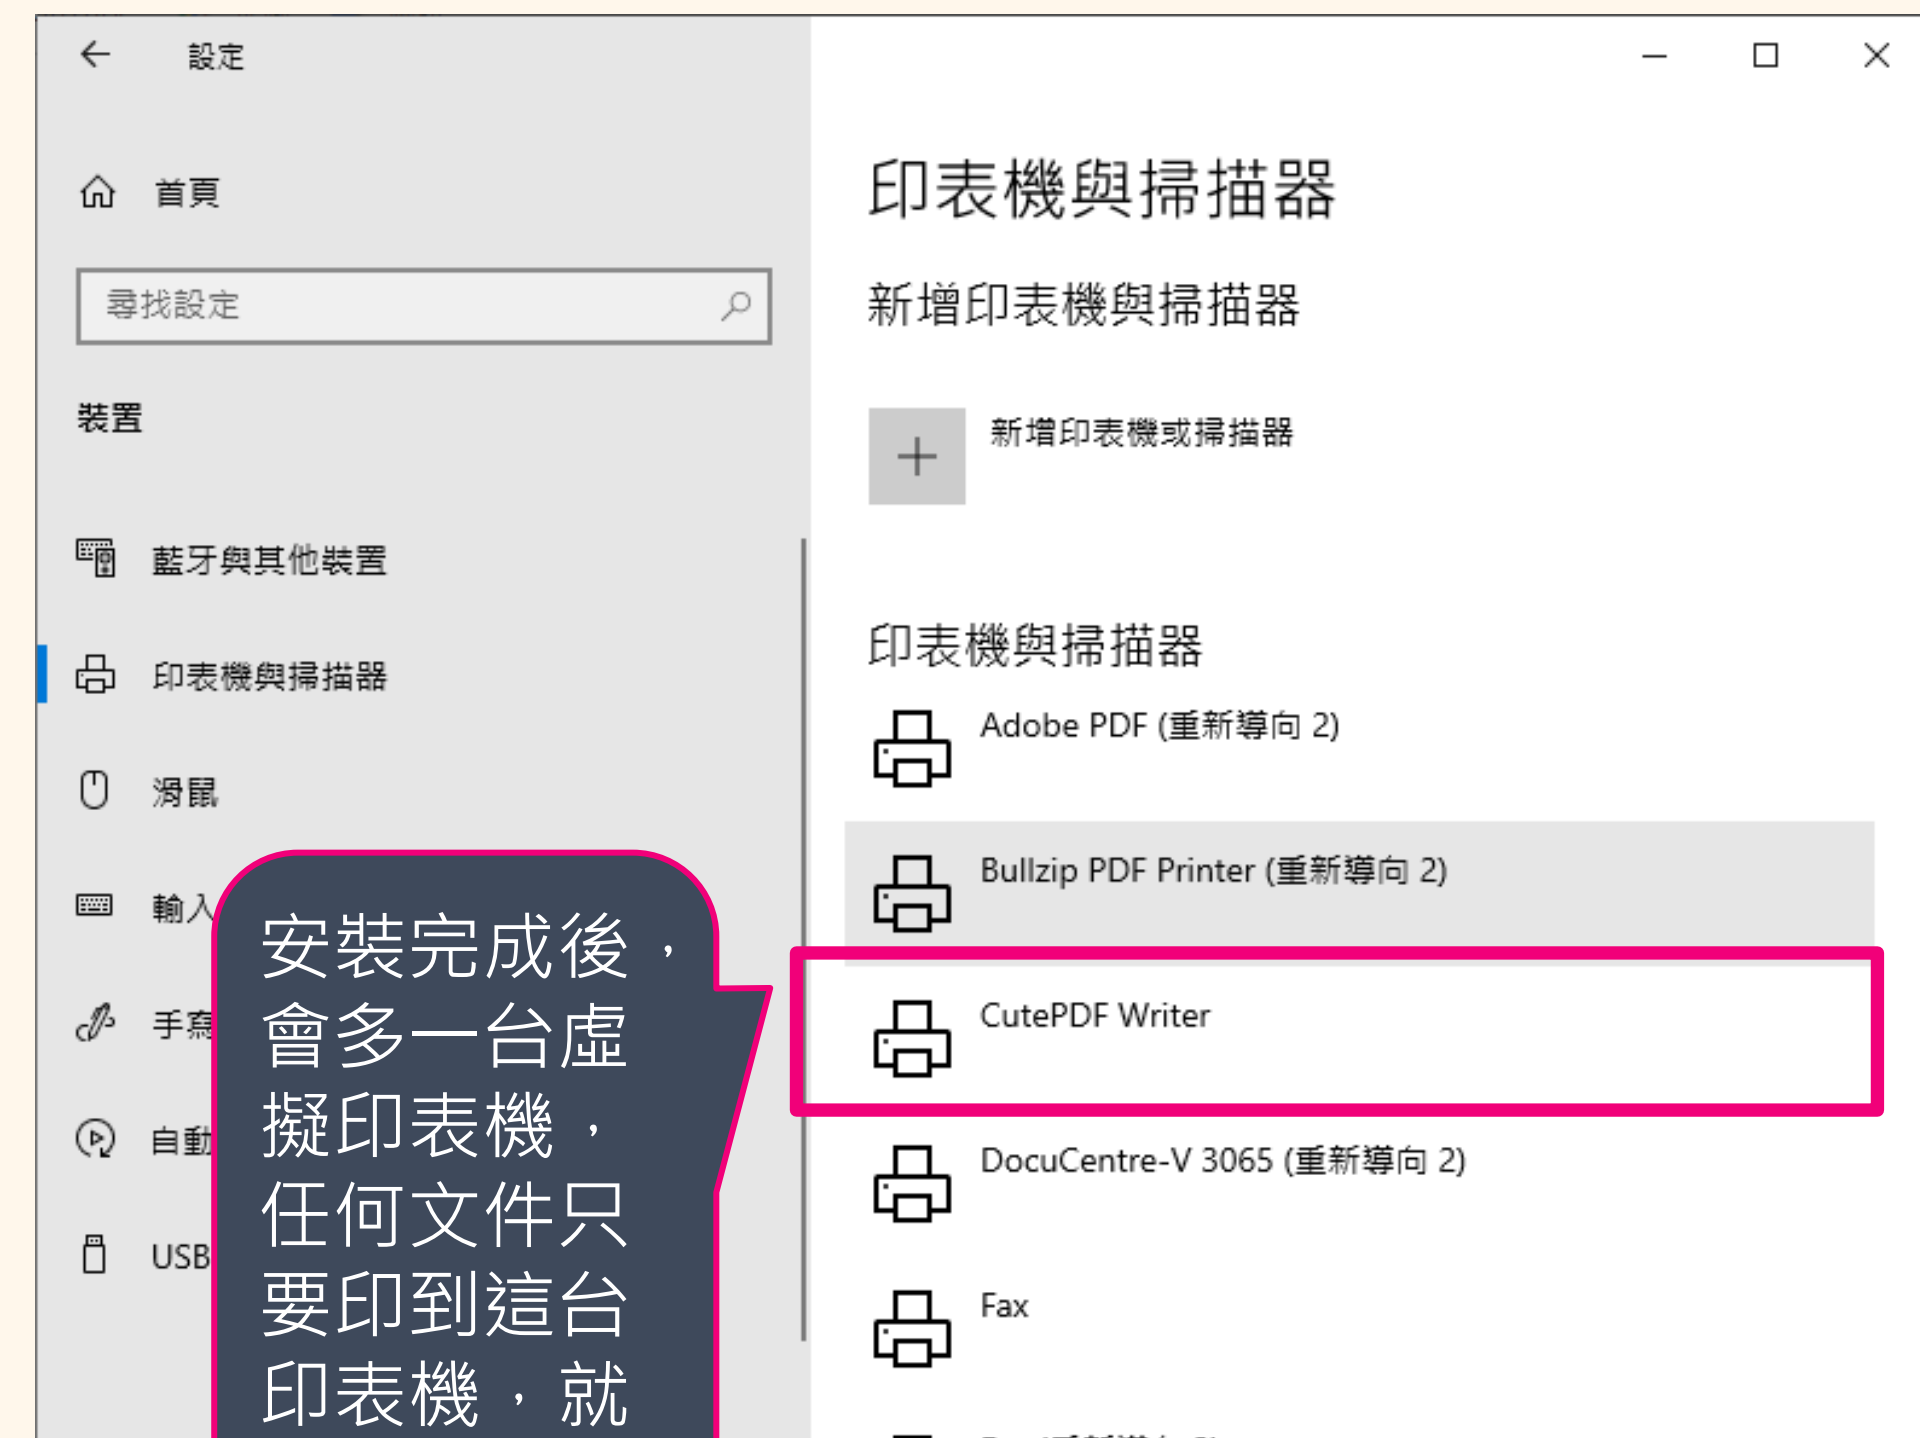 設定
首頁
尋找設定
裝置
藍牙與其他裝置
印表機與掃描器
滑鼠
輸入
手寫
自動
USB
安裝完成後，
會多一台虛
擬印表機，
任何文件只
要印到這台
印表機，就
印表機與掃描器
新增印表機與掃描器
新增印表機或掃描器
印表機與掃描器
Adobe PDF (重新導向 2)
Bullzip PDF Printer (重新導向 2)
CutePDF Writer
DocuCentre-V 3065 (重新導向 2)
Fax